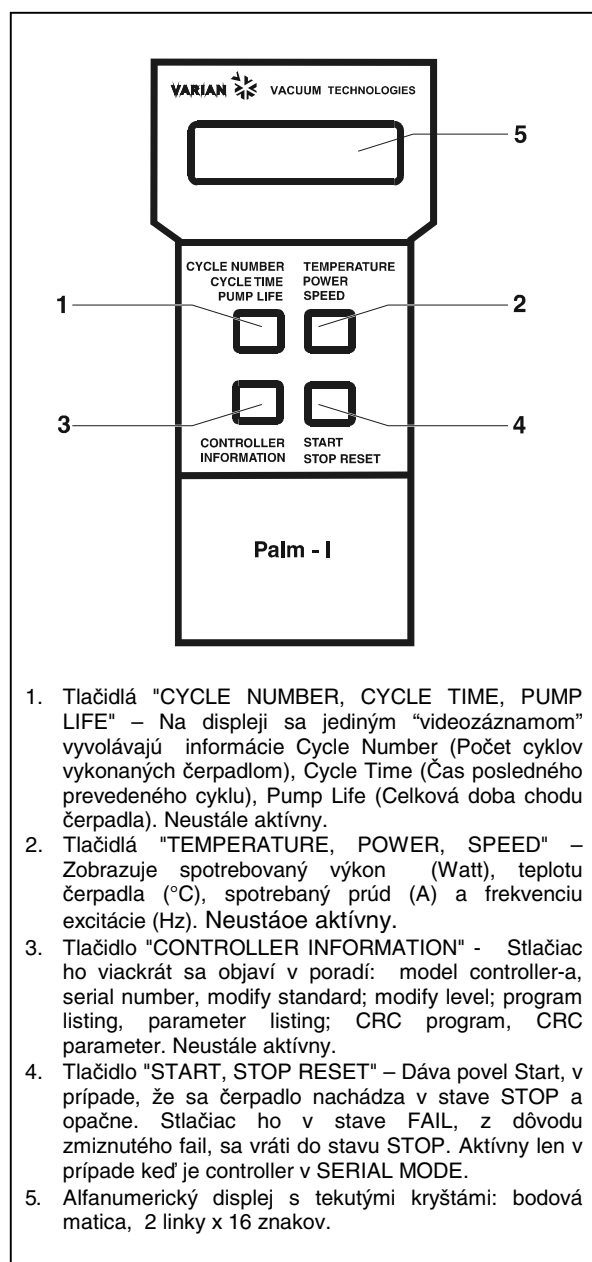 VARIAN VACUUM TECHNOLOGIES
5
CYCLE NUMBER
CYCLE TIME
PUMP LIFE
TEMPERATURE
POWER
SPEED
1
2
3
4
CONTROLLER
INFORMATION
START
STOP RESET
Palm - I
1. Tlačidlá "CYCLE NUMBER, CYCLE TIME, PUMP
LIFE" – Na displeji sa jediným “videozáznamom”
vyvolávajú informácie Cycle Number (Počet cyklov
vykonaných čerpadlom), Cycle Time (Čas posledného
prevedeného cyklu), Pump Life (Celková doba chodu
čerpadla). Neustále aktívny.
2. Tlačidlá "TEMPERATURE, POWER, SPEED" –
Zobrazuje spotrebovaný výkon (Watt), teplotu
čerpadla (°C), spotrebaný prúd (A) a frekvenciu
excitácie (Hz). Neustáoe aktívny.
3. Tlačidlo "CONTROLLER INFORMATION" - Stlačiac
ho viackrát sa objaví v poradí: model controller-a,
serial number, modify standard; modify level; program
listing, parameter listing; CRC program, CRC
parameter. Neustále aktívny.
4. Tlačidlo "START, STOP RESET" – Dáva povel Start, v
prípade, že sa čerpadlo nachádza v stave STOP a
opačne. Stlačiac ho v stave FAIL, z dôvodu
zmiznutého fail, sa vráti do stavu STOP. Aktívny len v
prípade keď je controller v SERIAL MODE.
5. Alfanumerický displej s tekutými kryštámi: bodová
matica, 2 linky x 16 znakov.